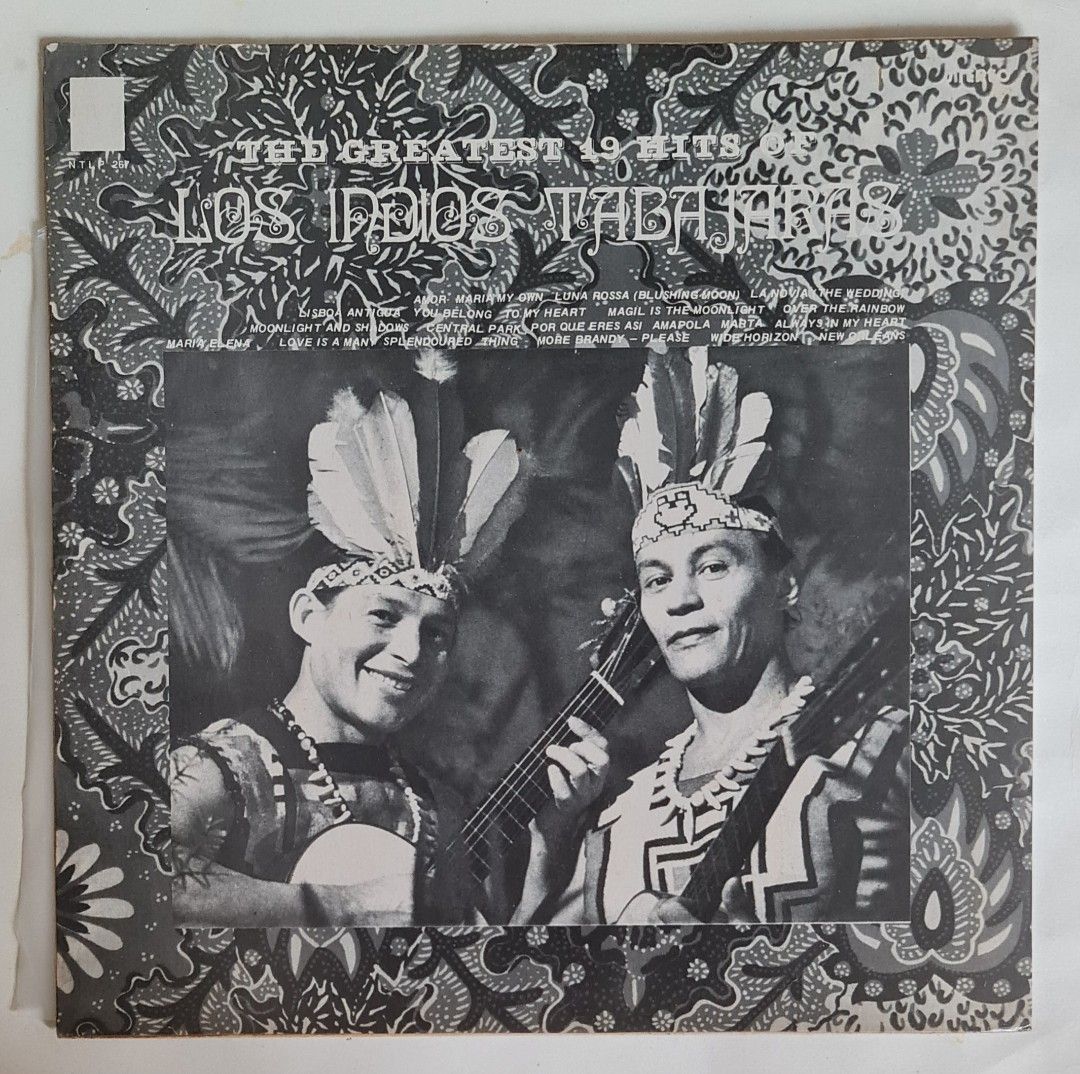 STEREO
NTLP 267
THE GREATEST 19 HITS OF
LOS INDIOS TABAJARAS
AMOR MARIA MY OWN LUNA ROSSA (BLUSHING MOON) LA NOVIA (THE WEDDING)
LISBOA ANTIGUA YOU BELONG TO MY HEART MAGIL IS THE MOONLIGHT OVER THE RAINBOW
MOONLIGHT AND SHADOWS CENTRAL PARK POR QUE ERES ASI AMAPOLA MARTA ALWAYS IN MY HEART
MARIA ELENA LOVE IS A MANY SPLENDOURED THING MORE BRANDY – PLEASE WIDE HORIZON NEW ORLEANS